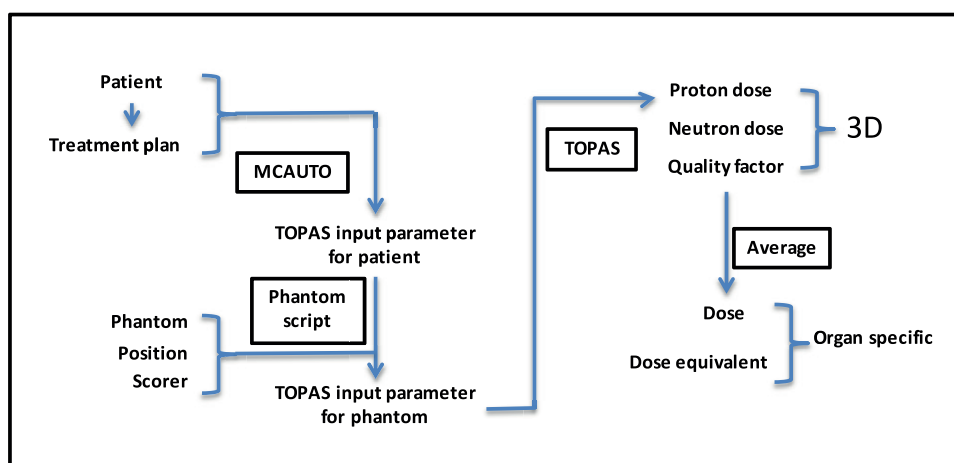 Patient
Treatment plan
MCAUTO
TOPAS input parameter
for patient
Phantom
script
Phantom
Position
Scorer
TOPAS input parameter
for phantom
TOPAS
Proton dose
Neutron dose
Quality factor
3D
Average
Dose
Dose equivalent
Organ specific